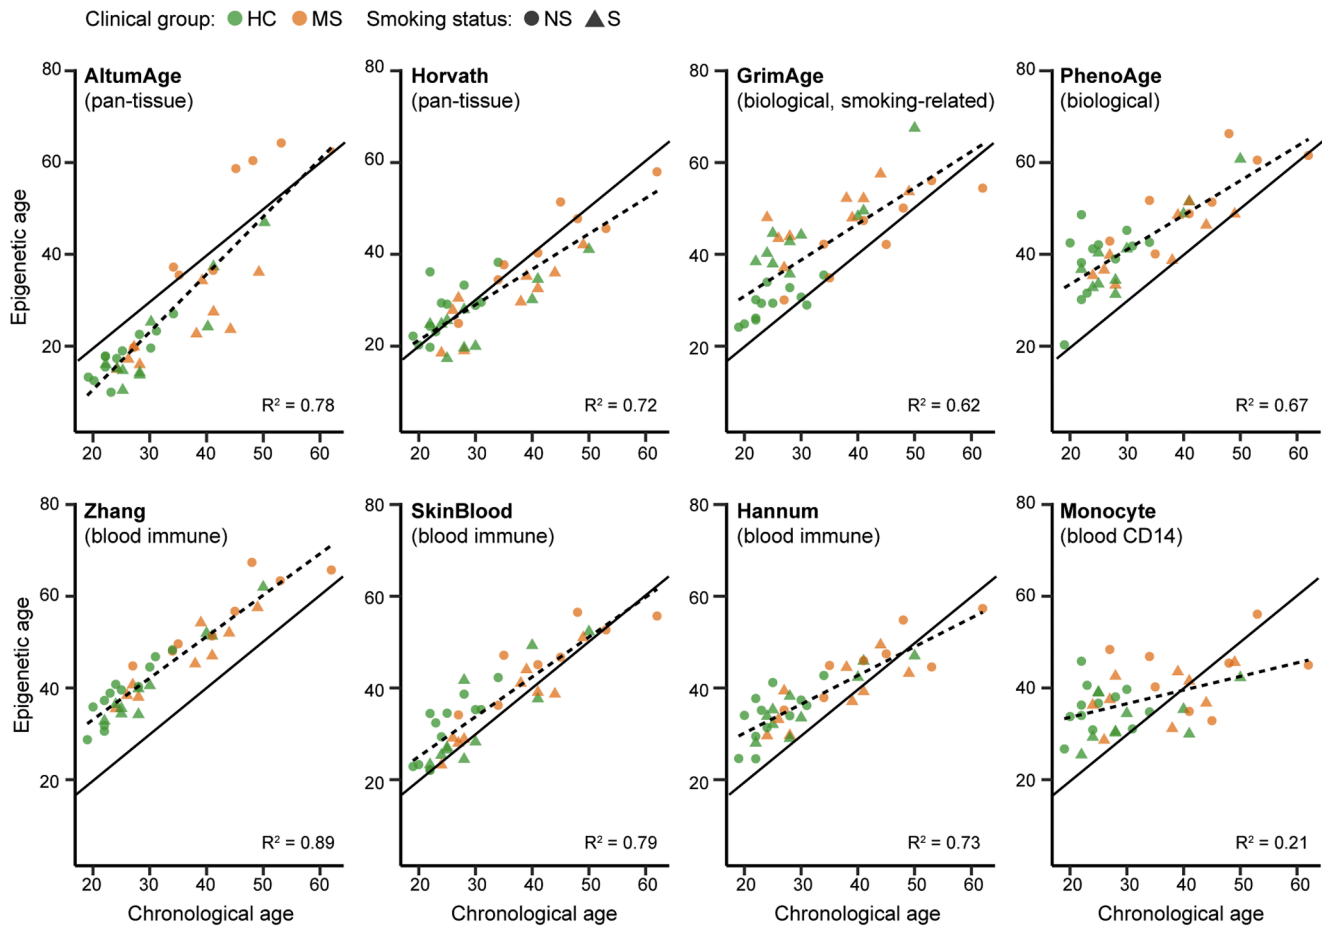 Clinical group: HC MS Smoking status: NS S
AltumAge
(pan-tissue)
Horvath
(pan-tissue)
GrimAge
(biological, smoking-related)
PhenoAge
(biological)
Epigenetic age
80
60
40
20
R² = 0.78
20 30 40 50 60
80
60
40
20
R² = 0.72
20 30 40 50 60
80
60
40
20
R² = 0.62
20 30 40 50 60
80
60
40
20
R² = 0.67
20 30 40 50 60
Zhang
(blood immune)
SkinBlood
(blood immune)
Hannum
(blood immune)
Monocyte
(blood CD14)
Epigenetic age
80
60
40
20
R² = 0.89
20 30 40 50 60
Chronological age
80
60
40
20
R² = 0.79
20 30 40 50 60
Chronological age
80
60
40
20
R² = 0.73
20 30 40 50 60
Chronological age
80
60
40
20
R² = 0.21
20 30 40 50 60
Chronological age